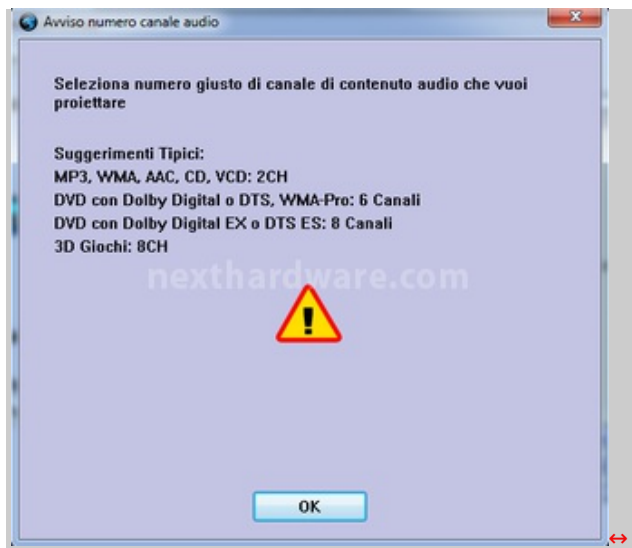 Avviso numero canale audio
Seleziona numero giusto di canale di contenuto audio che vuoi
proiettare
Suggerimenti Tipici:
MP3, WMA, AAC, CD, VCD: 2CH
DVD con Dolby Digital o DTS, WMA-Pro: 6 Canali
DVD con Dolby Digital EX o DTS ES: 8 Canali
3D Giochi: 8CH
nexthardware.com
OK